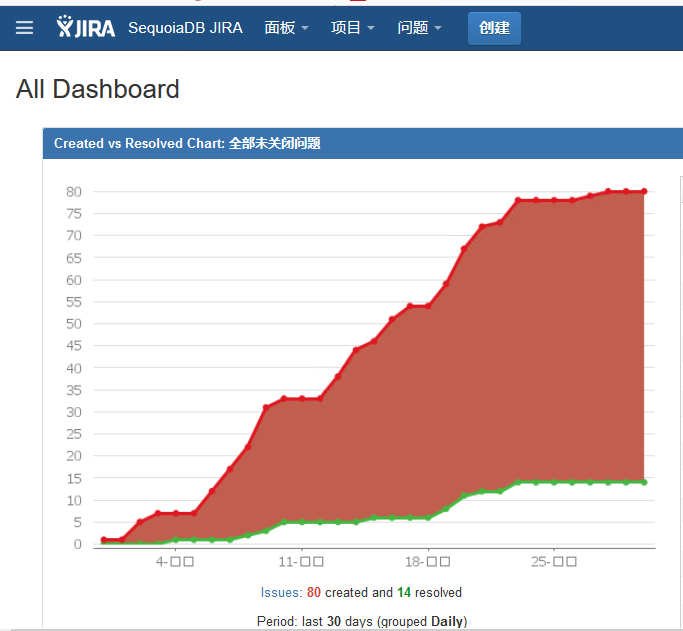 JIRA SequoiaDB JIRA 面板 项目 问题 创建
All Dashboard
Created vs Resolved Chart: 全部未关闭问题
80
75
70
65
60
55
50
45
40
35
30
25
20
15
10
5
0
4-□□ 11-□□ 18-□□ 25-□□
Issues: 80 created and 14 resolved
Period: last 30 days (grouped Daily)